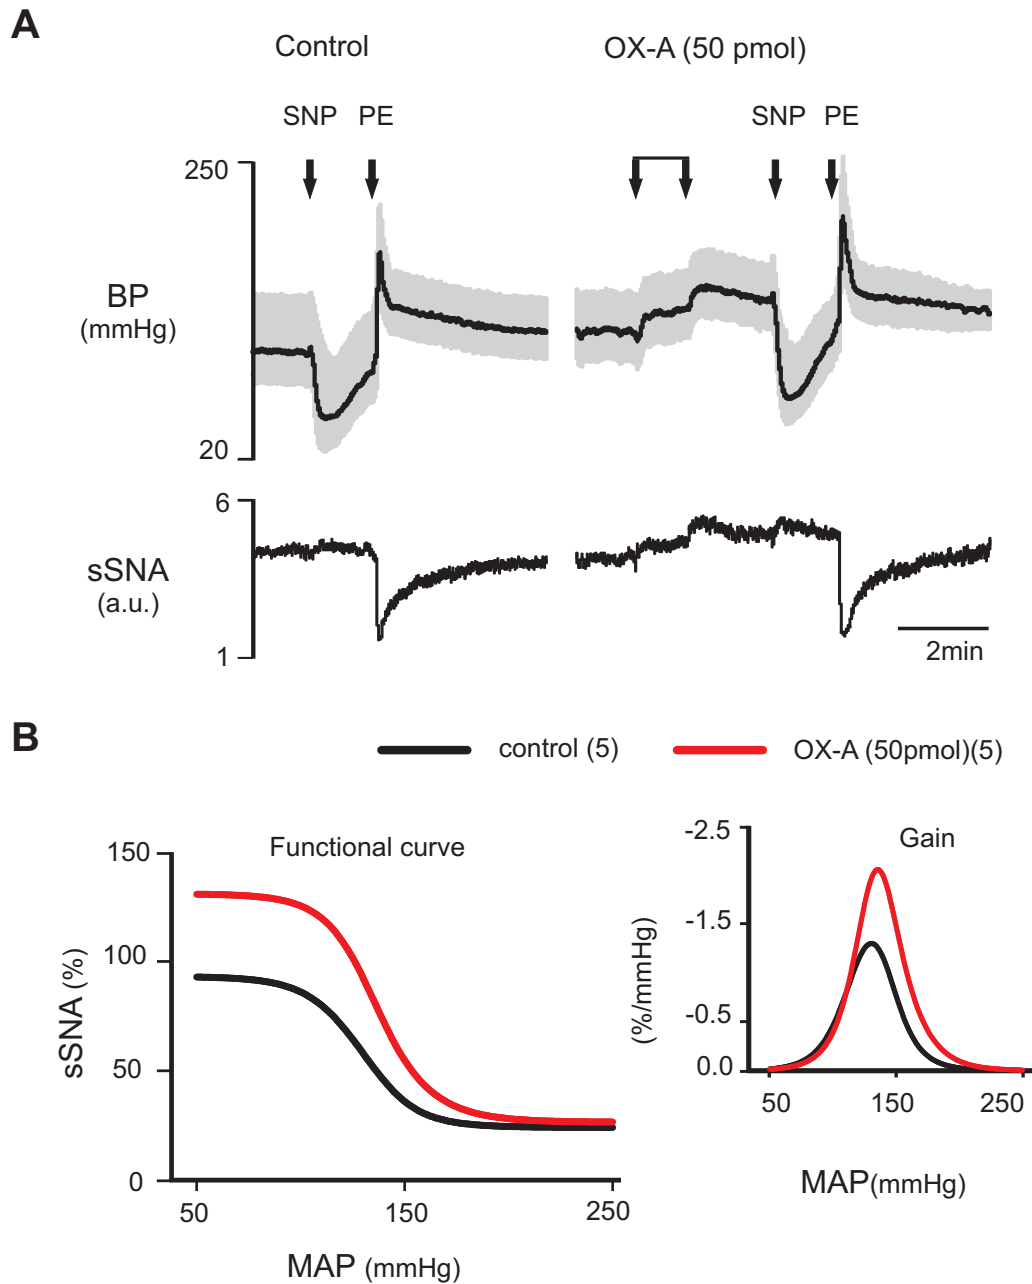 A
Control OX-A (50 pmol)
SNP PE SNP PE
250
BP
(mmHg)
20
6
sSNA
(a.u.)
1
2min
B
control (5) OX-A (50pmol)(5)
Functional curve
150
100
50
0
sSNA (%)
50 150 250
MAP (mmHg)
Gain
-2.5
-1.5
-0.5
0.0
(%/mmHg)
50 150 250
MAP(mmHg)